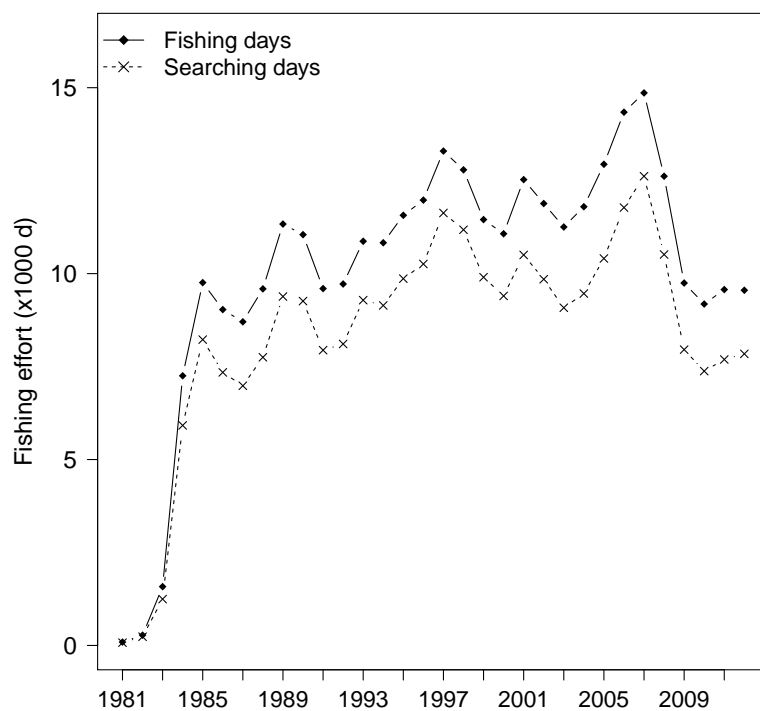 Fishing days
Searching days
15
10
5
0
Fishing effort (x1000 d)
1981 1985 1989 1993 1997 2001 2005 2009